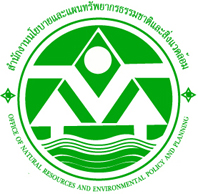 สำนักงานนโยบายและแผนทรัพยากรธรรมชาติและสิ่งแวดล้อม
OFFICE OF NATURAL RESOURCES AND ENVIRONMENTAL POLICY AND PLANNING